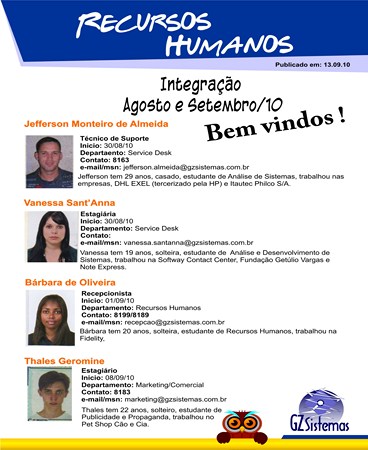 RECURSOS
HUMANOS
Publicado em: 13.09.10
Integração
Agosto e Setembro/10
Bem vindos !
Jefferson Monteiro de Almeida
Técnico de Suporte
Inicio: 30/08/10
Departaento: Service Desk
Contato: 8163
e-mail/msn: jefferson.almeida@gzsistemas.com.br
Jefferson tem 29 anos, casado, estudante de Análise de Sistemas, trabalhou nas
empresas, DHL EXEL (tercerizado pela HP) e Itautec Philco S/A.
Vanessa Sant'Anna
Estagiária
Inicio: 30/08/10
Departamento: Service Desk
Contato:
e-mail/msn: vanessa.santanna@gzsistemas.com.br
Vanessa tem 19 anos, solteira, estudante de Análise e Desenvolvimento de
Sistemas, trabalhou na Softway Contact Center, Fundação Getúlio Vargas e
Note Express.
Bárbara de Oliveira
Recepcionista
Inicio: 01/09/10
Departamento: Recursos Humanos
Contato: 8199/8189
e-mail/msn: recepcao@gzsistemas.com.br
Bárbara tem 20 anos, solteira, estudante de Recursos Humanos, trabalhou na
Fidelity,
Thales Geromine
Estagiário
Inicio: 08/09/10
Departamento: Marketing/Comercial
Contato: 8183
e-mail/msn: marketing@gzsistemas.com.br
Thales tem 22 anos, solteiro, estudante de
Publicidade e Propaganda, trabalhou no
Pet Shop Cão e Cia.
GZSistemas